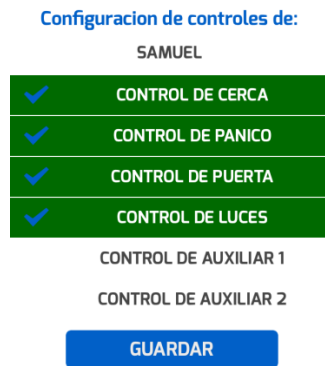 Configuracion de controles de:
SAMUEL
CONTROL DE CERCA
CONTROL DE PANICO
CONTROL DE PUERTA
CONTROL DE LUCES
CONTROL DE AUXILIAR 1
CONTROL DE AUXILIAR 2
GUARDAR